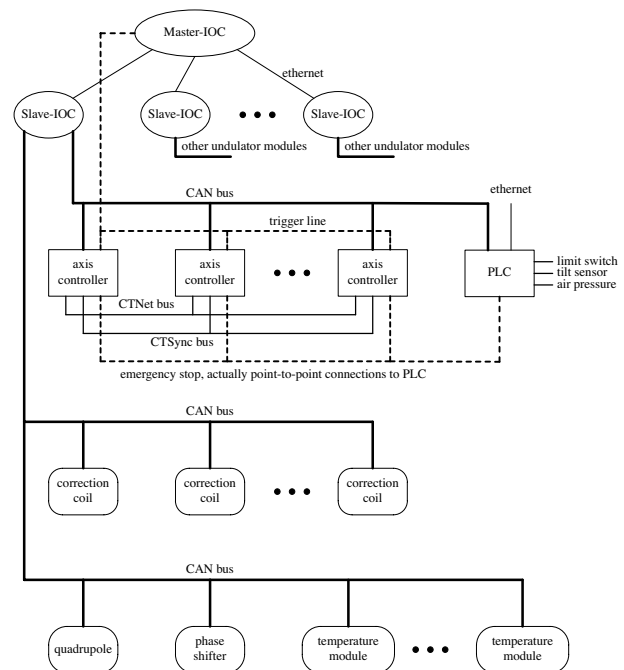 Master-IOC
ethernet
Slave-IOC
Slave-IOC
Slave-IOC
other undulator modules
other undulator modules
CAN bus
ethernet
trigger line
axis
controller
axis
controller
axis
controller
PLC
limit switch
tilt sensor
air pressure
CTNet bus
CTSync bus
emergency stop, actually point-to-point connections to PLC
CAN bus
correction
coil
correction
coil
correction
coil
CAN bus
quadrupole
phase
shifter
temperature
module
temperature
module